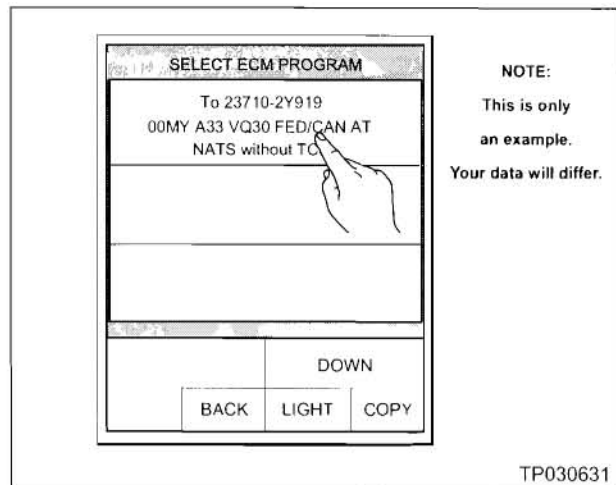 SELECT ECM PROGRAM
To 23710-2Y919
00MY A33 VQ30 FED/CAN AT
NATS without TC
DOWN
BACK LIGHT COPY
NOTE:
This is only
an example.
Your data will differ.
TP030631